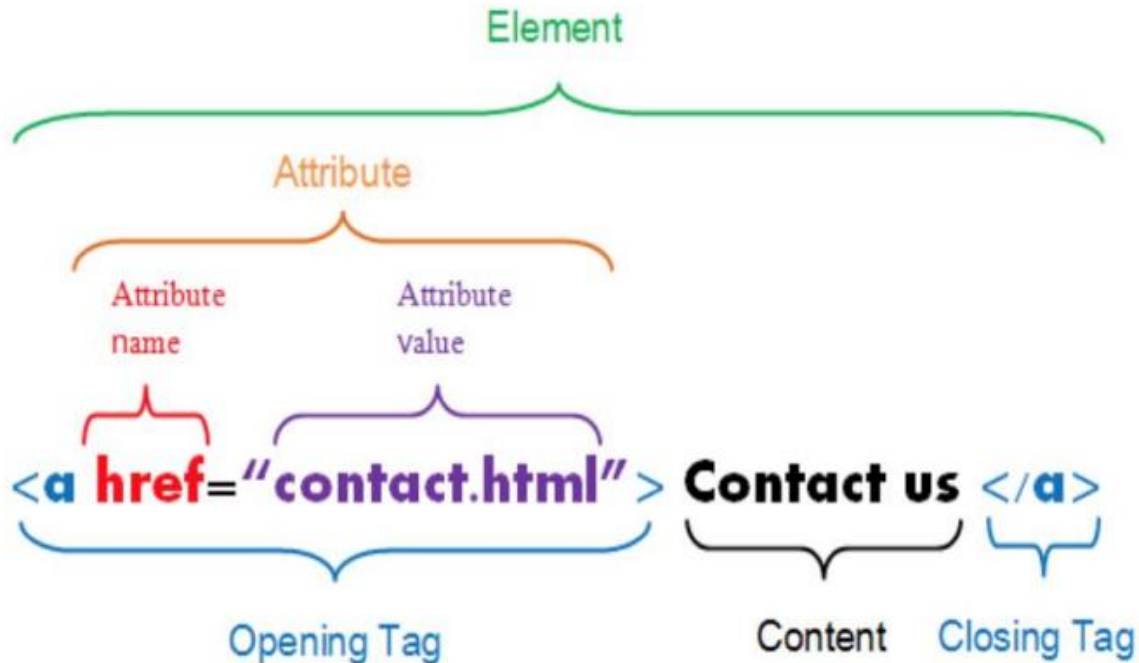 Element
Attribute
Attribute
name
Attribute
value
<a href=“contact.html”> Contact us </a>
Opening Tag
Content
Closing Tag